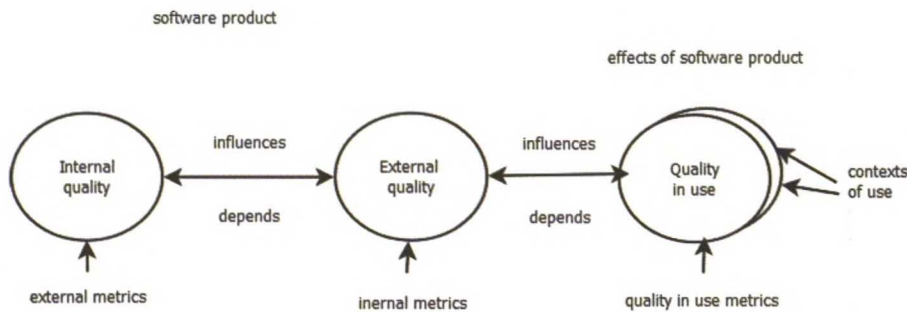 software product
effects of software product
influences
influences
Internal
quality
External
quality
Quality
in use
contexts
of use
depends
depends
external metrics
inernal metrics
quality in use metrics